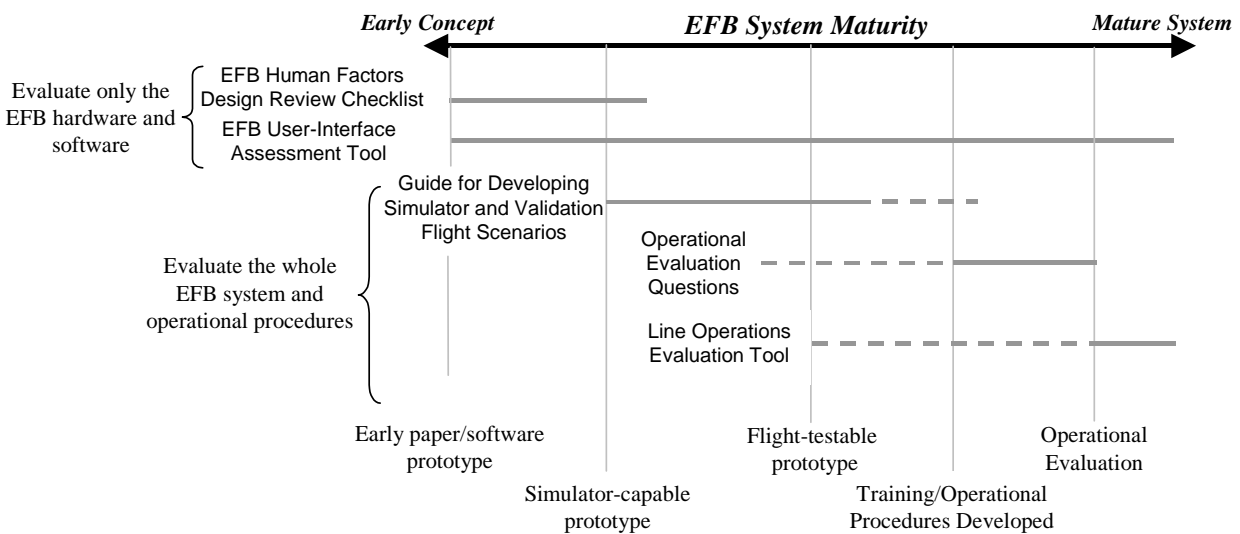 Early Concept
EFB System Maturity
Mature System
Evaluate only the
EFB hardware and
software
EFB Human Factors
Design Review Checklist
EFB User-Interface
Assessment Tool
Evaluate the whole
EFB system and
operational procedures
Guide for Developing
Simulator and Validation
Flight Scenarios
Operational
Evaluation
Questions
Line Operations
Evaluation Tool
Early paper/software
prototype
Simulator-capable
prototype
Flight-testable
prototype
Training/Operational
Procedures Developed
Operational
Evaluation